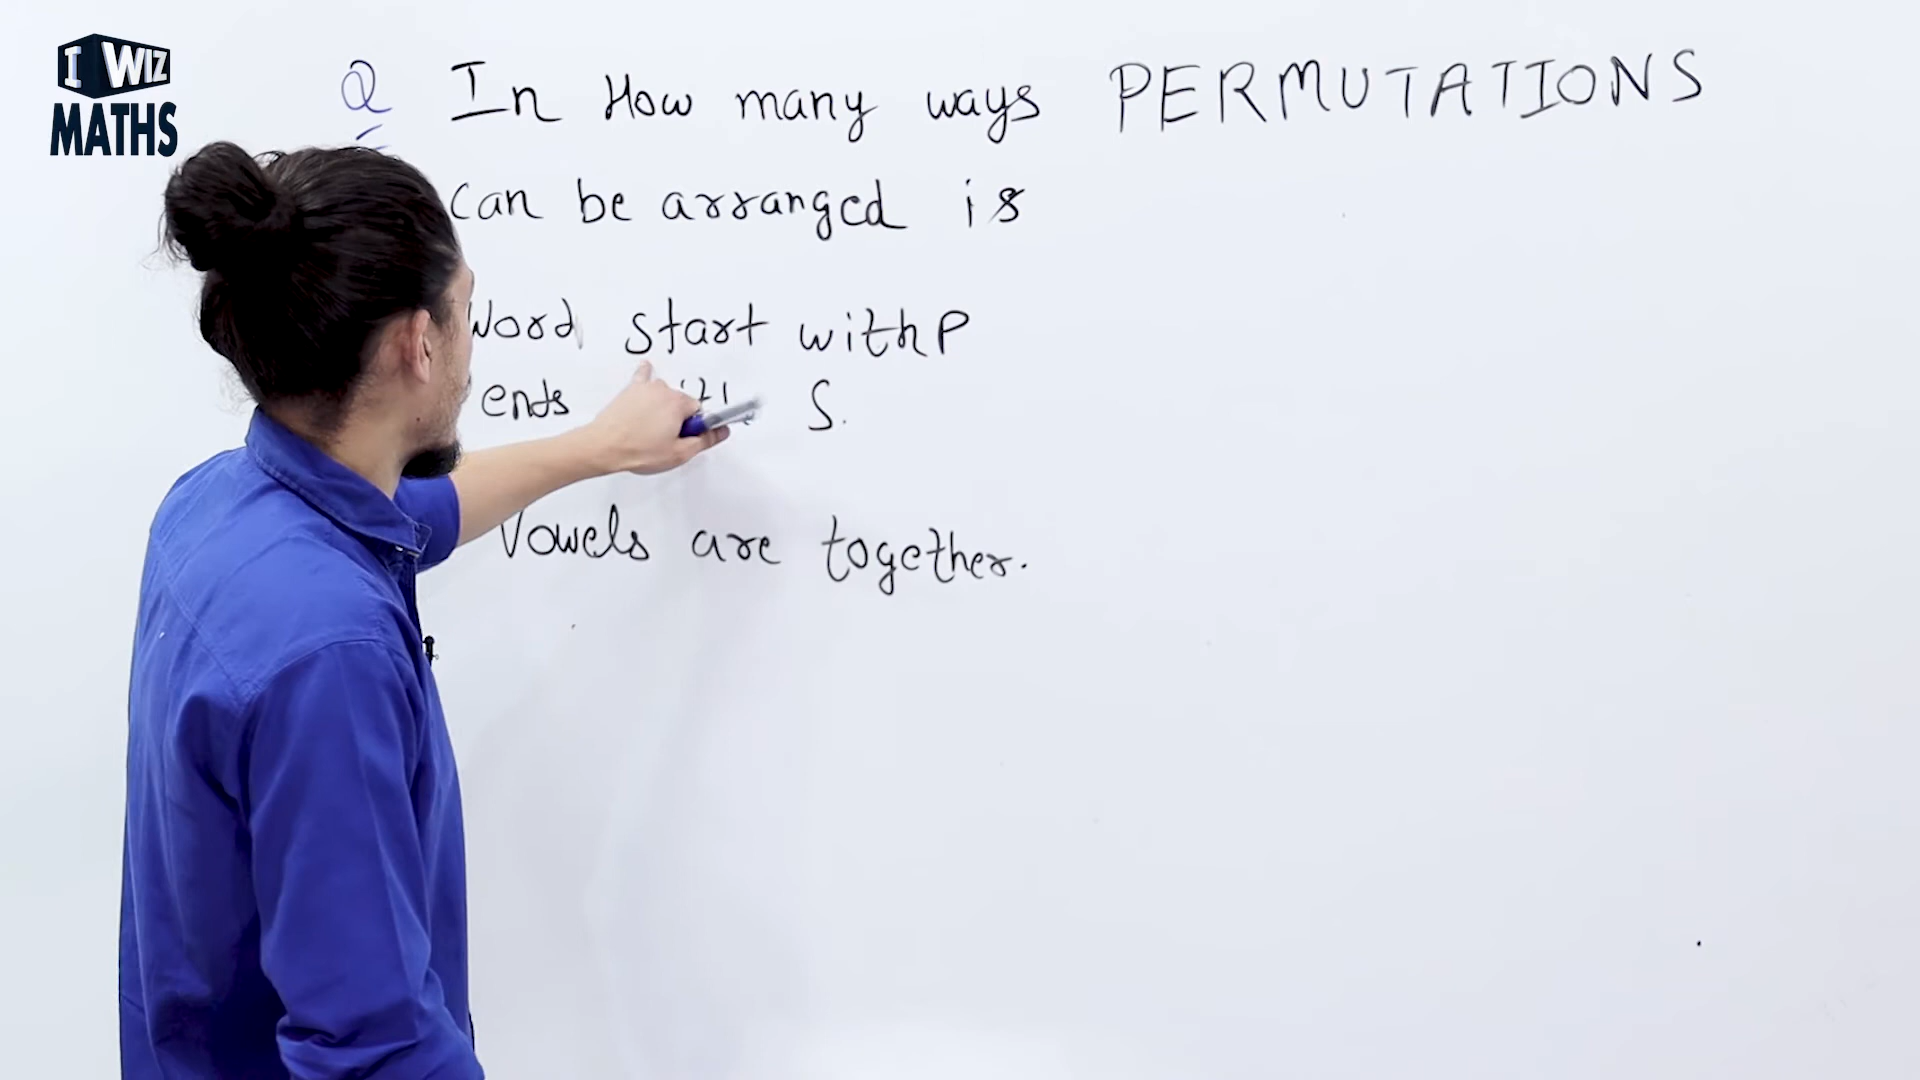 I WIZ
MATHS
Q In How many ways PERMUTATIONS
can be arranged is
Word start with P
ends S.
Vowels are together.